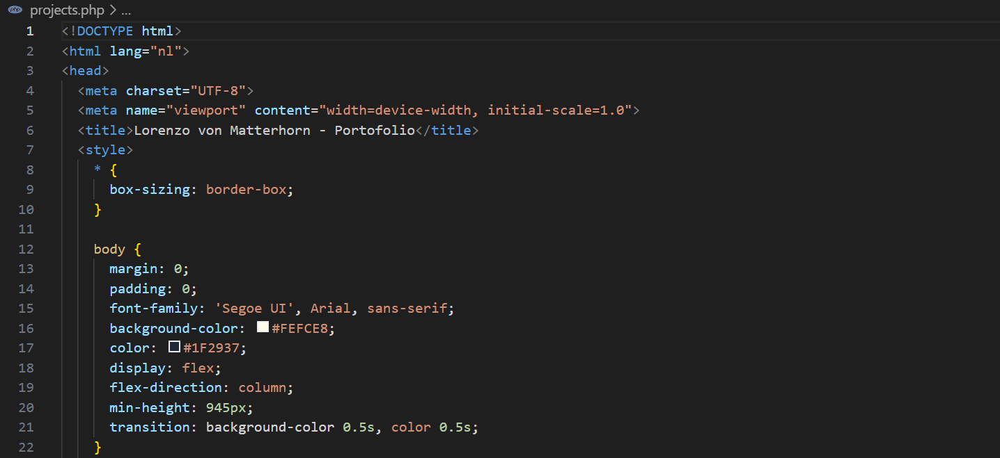 php projects.php > ...
1 <!DOCTYPE html>
2 <html lang="nl">
3 <head>
4 <meta charset="UTF-8">
5 <meta name="viewport" content="width=device-width, initial-scale=1.0">
6 <title>Lorenzo von Matterhorn - Portofolio</title>
7 <style>
8 * {
9 box-sizing: border-box;
10 }
11
12 body {
13 margin: 0;
14 padding: 0;
15 font-family: 'Segoe UI', Arial, sans-serif;
16 background-color: #FEFCE8;
17 color: #1F2937;
18 display: flex;
19 flex-direction: column;
20 min-height: 945px;
21 transition: background-color 0.5s, color 0.5s;
22 }